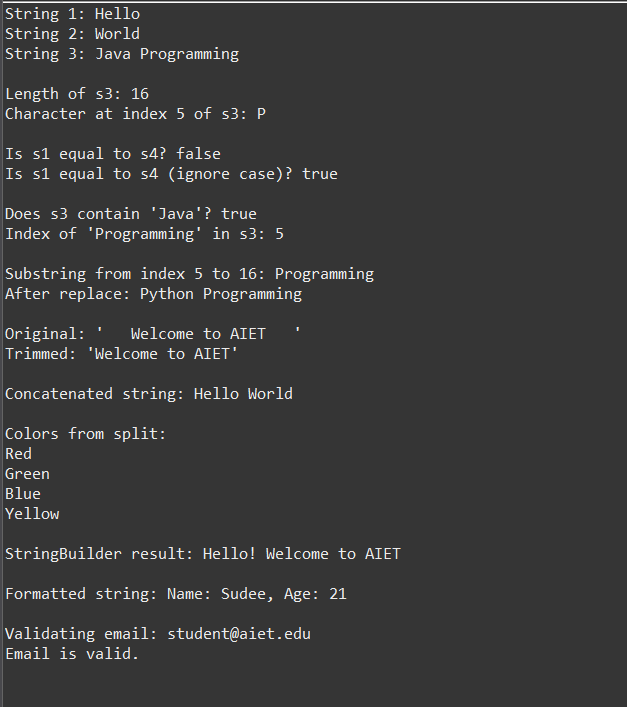 String 1: Hello
String 2: World
String 3: Java Programming
Length of s3: 16
Character at index 5 of s3: P
Is s1 equal to s4? false
Is s1 equal to s4 (ignore case)? true
Does s3 contain 'Java'? true
Index of 'Programming' in s3: 5
Substring from index 5 to 16: Programming
After replace: Python Programming
Original: '   Welcome to AIET   '
Trimmed: 'Welcome to AIET'
Concatenated string: Hello World
Colors from split:
Red
Green
Blue
Yellow
StringBuilder result: Hello! Welcome to AIET
Formatted string: Name: Sudee, Age: 21
Validating email: student@aiet.edu
Email is valid.